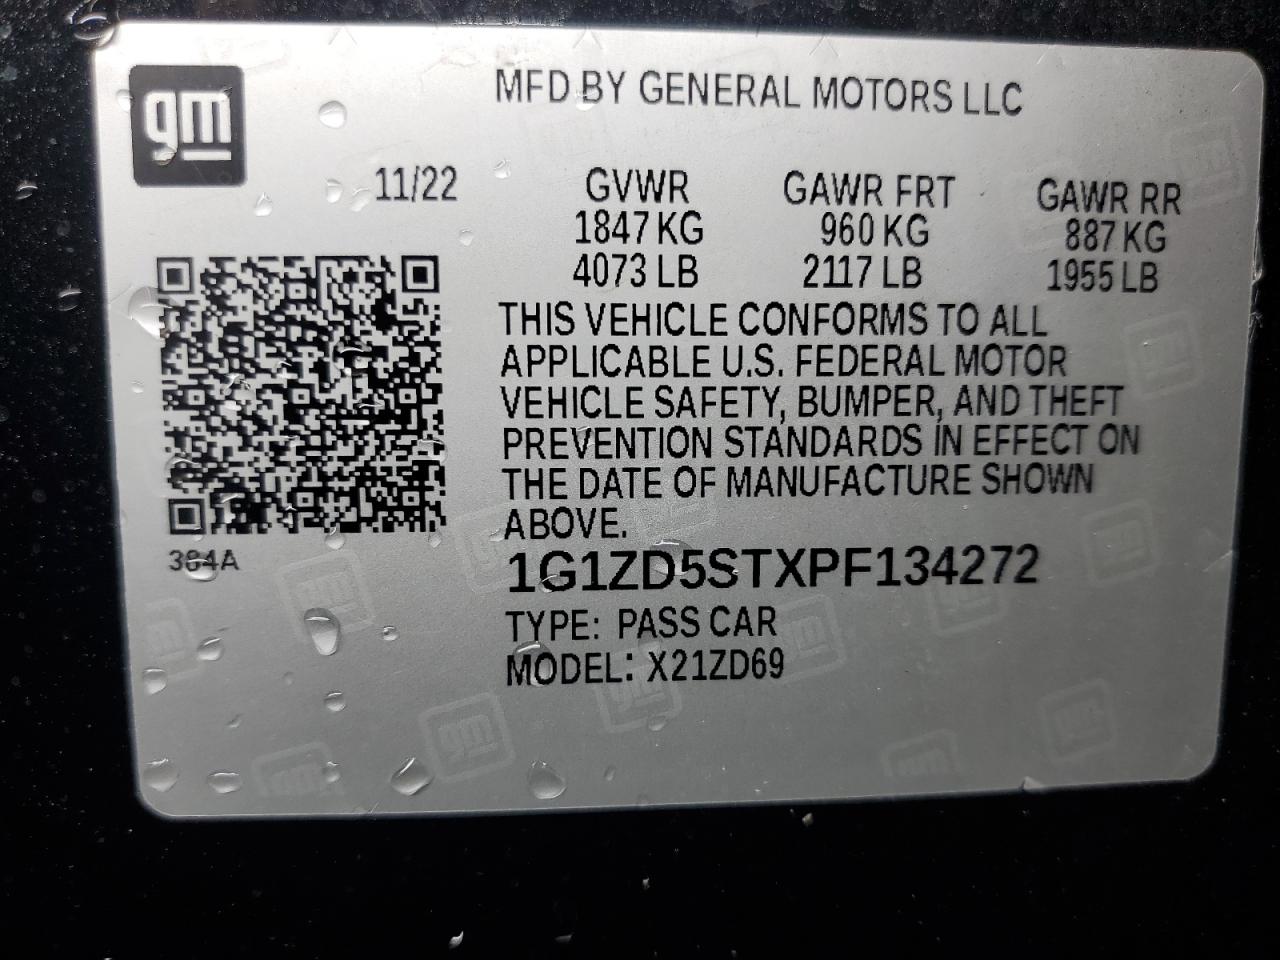 gm
MFD BY GENERAL MOTORS LLC
11/22
GVWR GAWR FRT GAWR RR
1847 KG 960 KG 887 KG
4073 LB 2117 LB 1955 LB
THIS VEHICLE CONFORMS TO ALL
APPLICABLE U.S. FEDERAL MOTOR
VEHICLE SAFETY, BUMPER, AND THEFT
PREVENTION STANDARDS IN EFFECT ON
THE DATE OF MANUFACTURE SHOWN
ABOVE.
384A
1G1ZD5STXPF134272
TYPE: PASS CAR
MODEL: X21ZD69